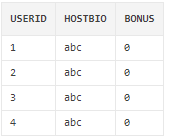 USERID HOSTBIO BONUS
1 abc 0
2 abc 0
3 abc 0
4 abc 0